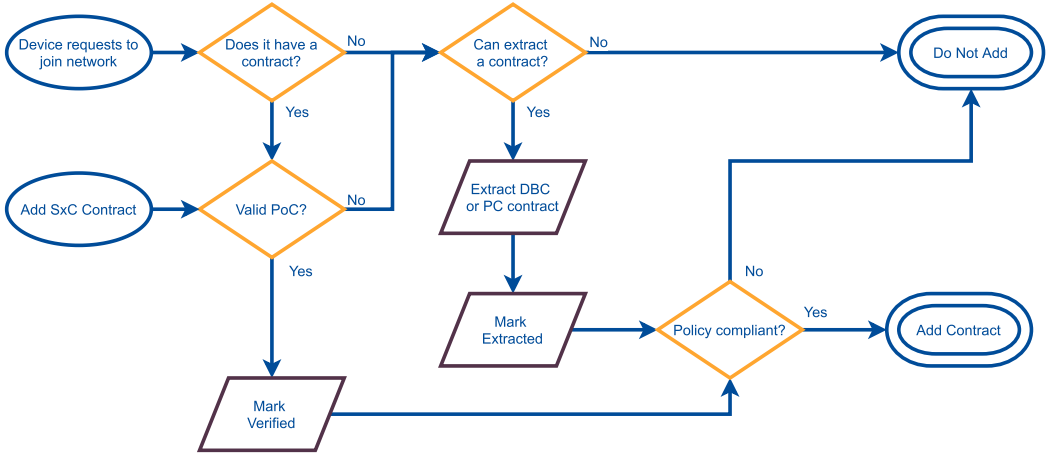 Device requests to
join network
Does it have a
contract?
No
Can extract
a contract?
No
Do Not Add
Yes
Yes
Add SxC Contract
Valid PoC?
No
Extract DBC
or PC contract
Yes
No
Mark
Extracted
Policy compliant?
Yes
Add Contract
Mark
Verified